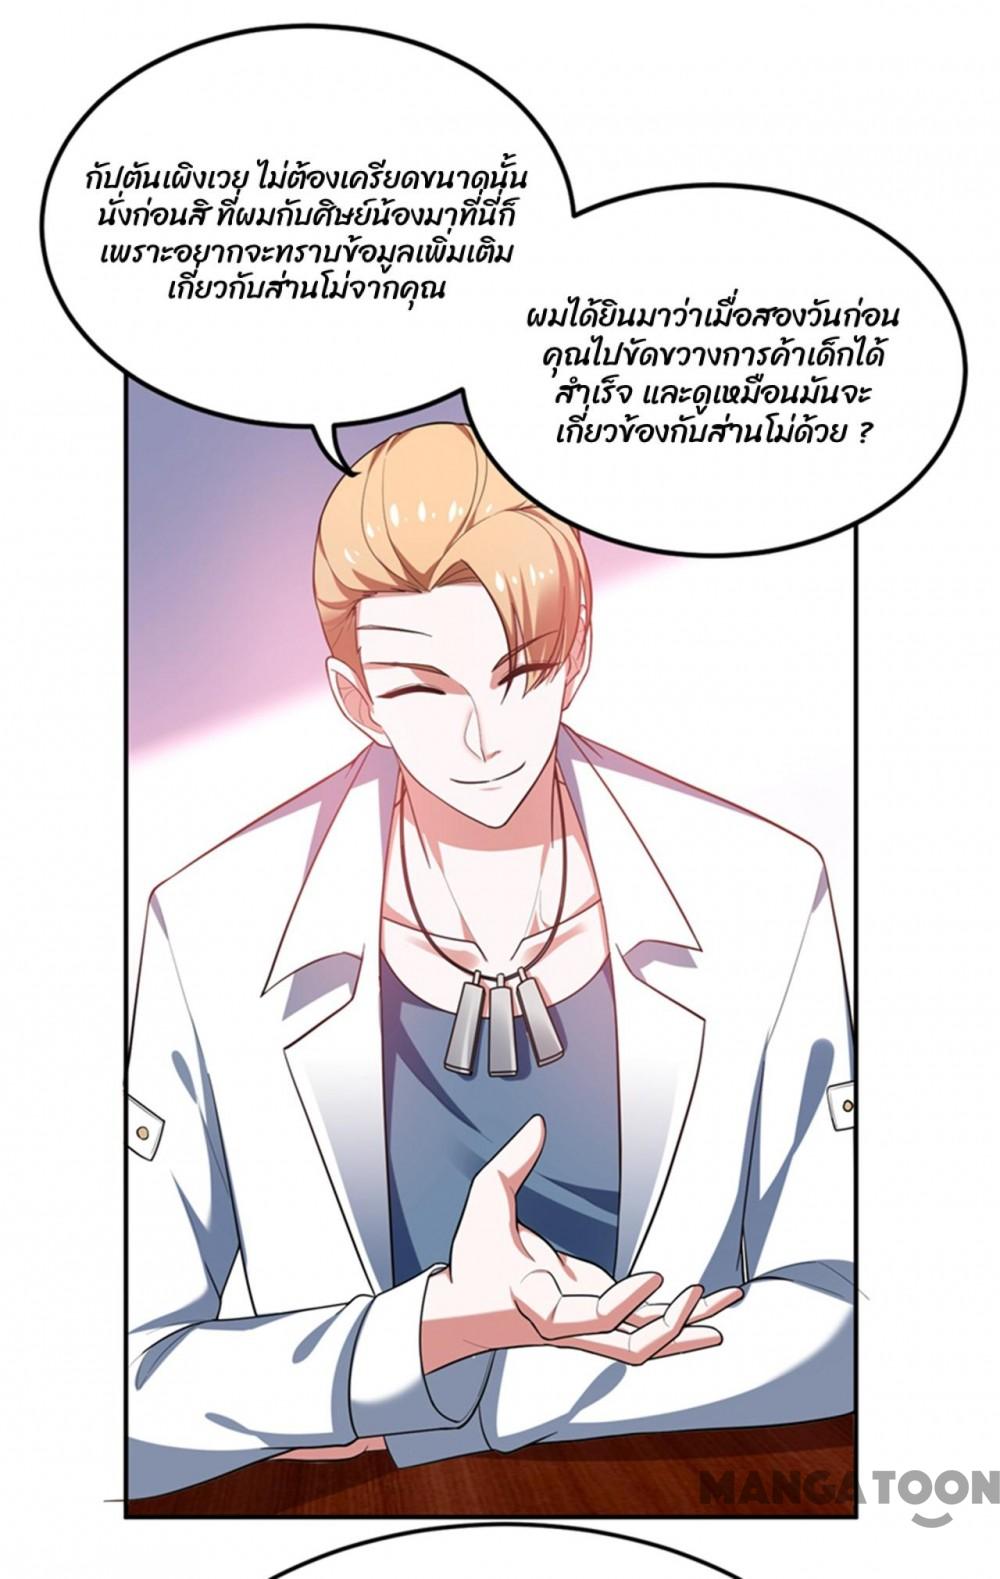 กัปตันเผิงเวย ไม่ต้องเครียดขนาดนั้น
นั่งก่อนสิ ที่ผมกับศิษย์น้องมาที่นี่ก็
เพราะอยากจะทราบข้อมูลเพิ่มเติม
เกี่ยวกับส่านโม่จากคุณ
ผมได้ยินมาว่าเมื่อสองวันก่อน
คุณไปขัดขวางการค้าเด็กได้
สำเร็จ และดูเหมือนมันจะ
เกี่ยวข้องกับส่านโม่ด้วย ?
MANGATOON